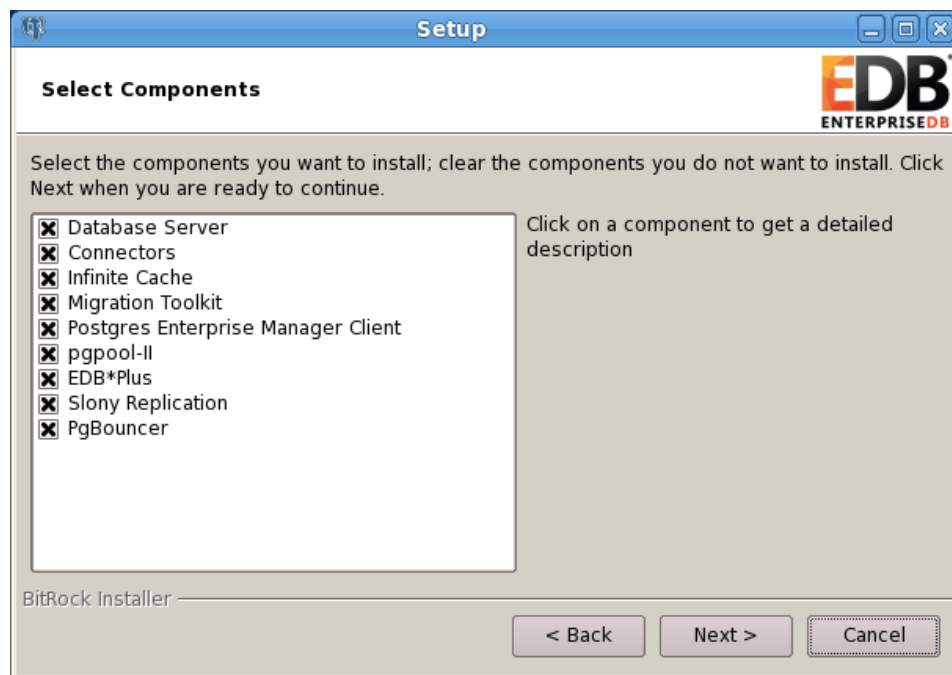 Setup
Select Components
EDB
ENTERPRISEDB
Select the components you want to install; clear the components you do not want to install. Click
Next when you are ready to continue.
Database Server
Connectors
Infinite Cache
Migration Toolkit
Postgres Enterprise Manager Client
pgpool-II
EDB*Plus
Slony Replication
PgBouncer
Click on a component to get a detailed
description
BitRock Installer
< Back
Next >
Cancel